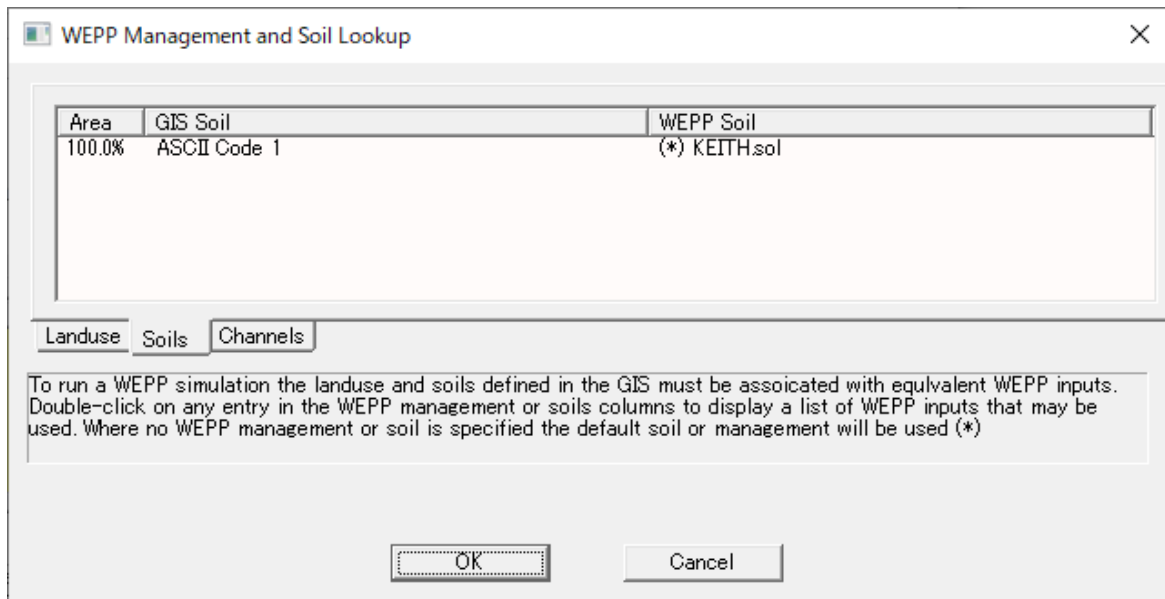 WEPP Management and Soil Lookup
Area GIS Soil WEPP Soil
100.0% ASCII Code 1 (*) KEITH.sol
Landuse Soils Channels
To run a WEPP simulation the landuse and soils defined in the GIS must be assoicated with equlvalent WEPP inputs.
Double-click on any entry in the WEPP management or soils columns to display a list of WEPP inputs that may be
used. Where no WEPP management or soil is specified the default soil or management will be used (*)
OK Cancel